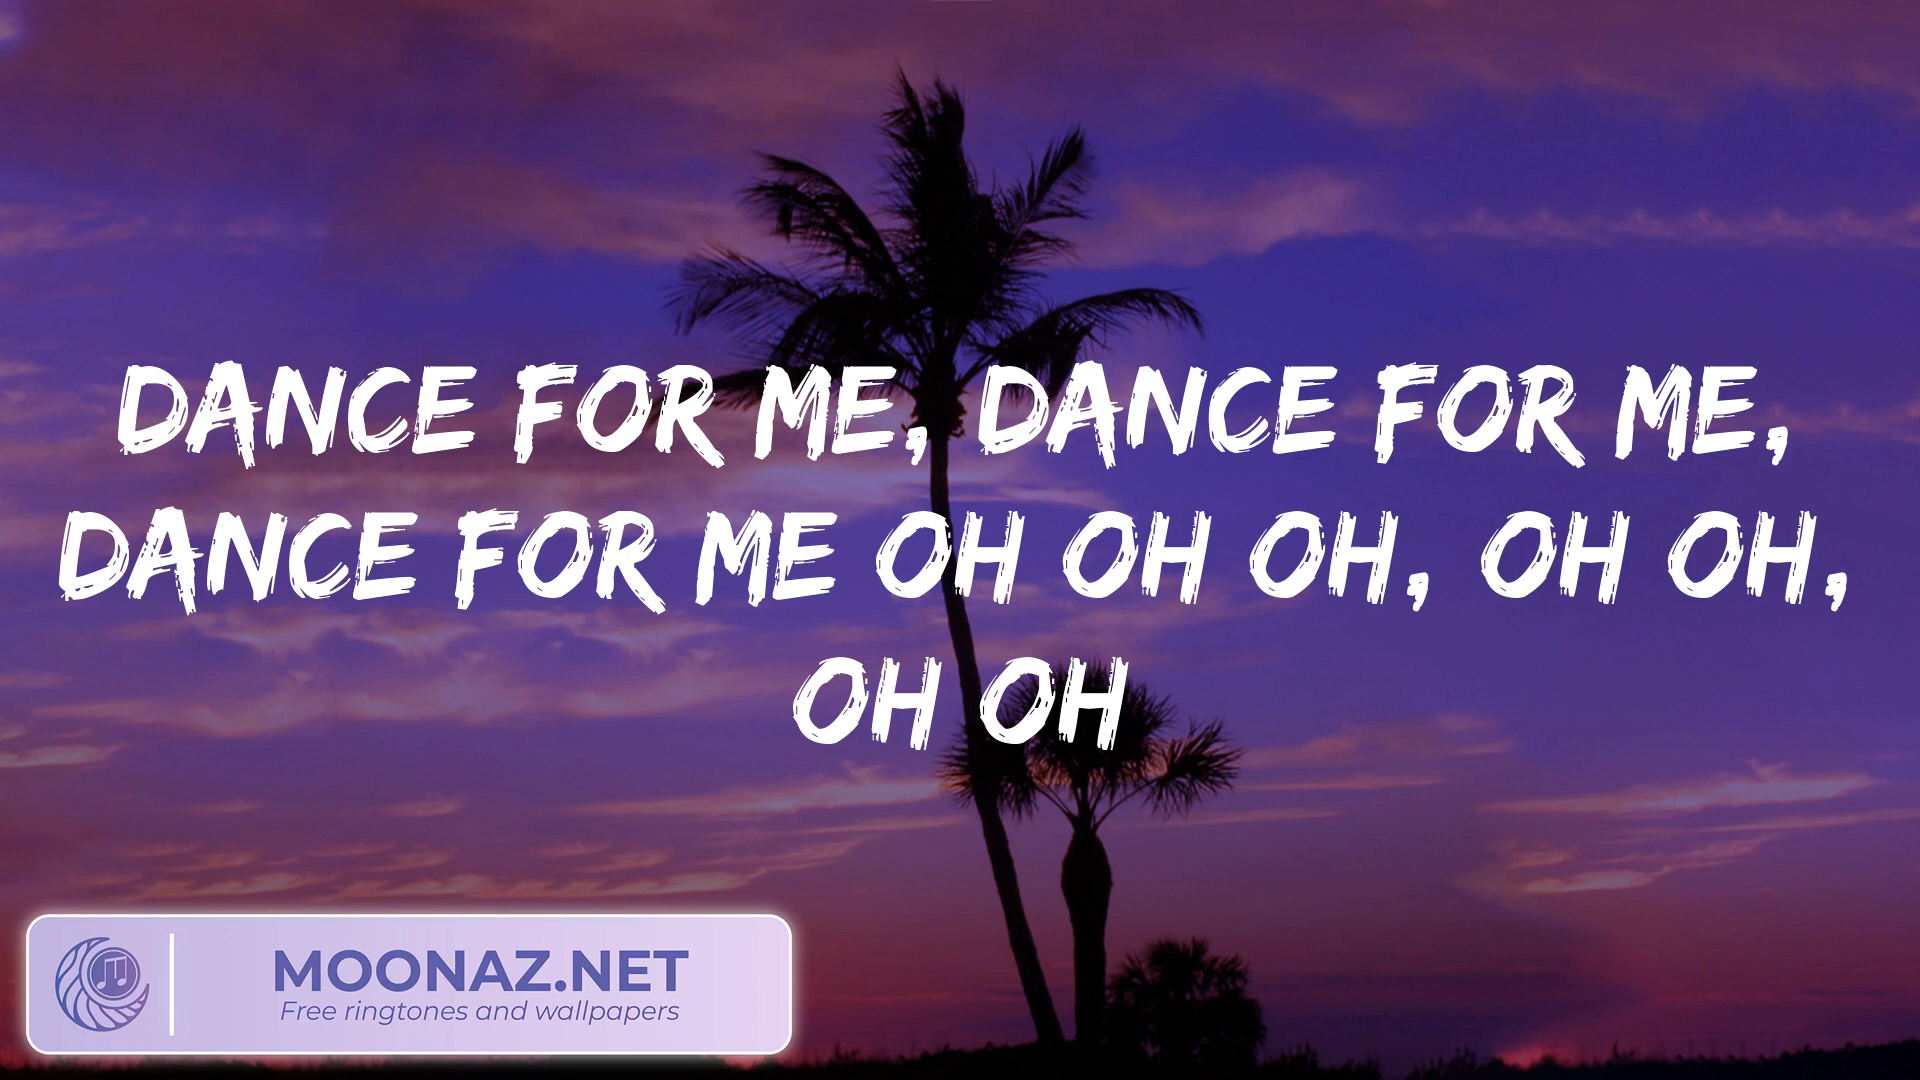 DANCE FOR ME, DANCE FOR ME,
DANCE FOR ME OH OH OH, OH OH,
OH OH
MOONAZ.NET
Free ringtones and wallpapers